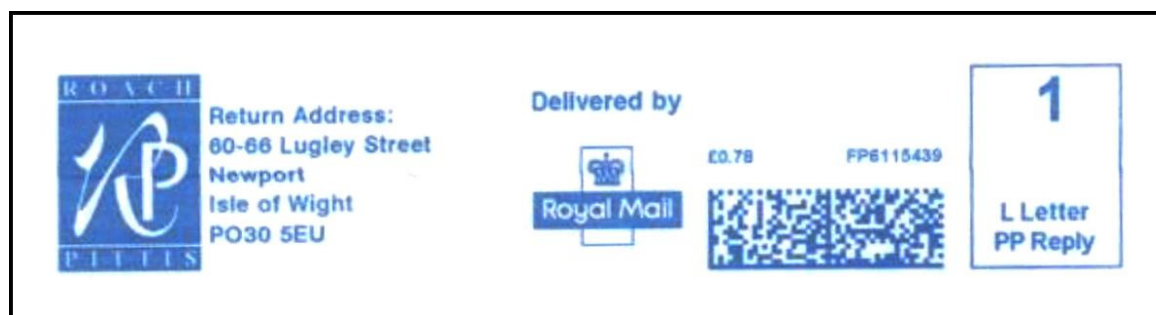 ROACH
PITTIS
Return Address:
60-66 Lugley Street
Newport
Isle of Wight
PO30 5EU
Delivered by
Royal Mail
£0.78
FP6115439
1
L Letter
PP Reply